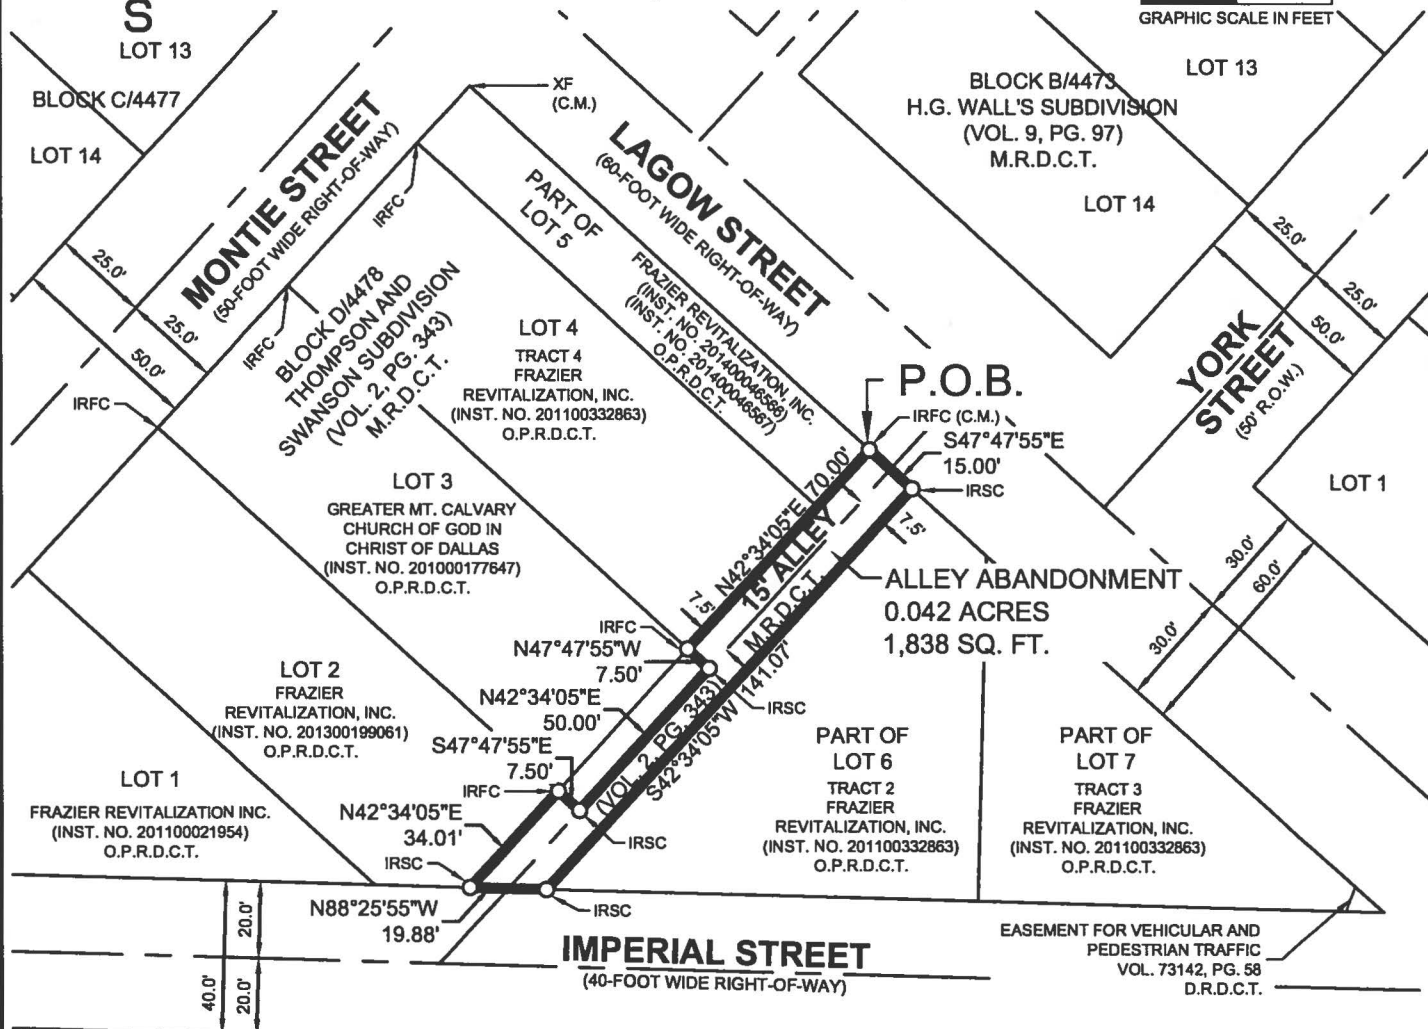 S
LOT 13
BLOCK C/4477
LOT 14
MONTIE STREET
(50-FOOT WIDE RIGHT-OF-WAY)
25.0'
25.0'
50.0'
IRFC
IRFC
IRFC
XF
(C.M.)
LAGOW STREET
(60-FOOT WIDE RIGHT-OF-WAY)
GRAPHIC SCALE IN FEET
LOT 13
BLOCK B/4473
H.G. WALL'S SUBDIVISION
(VOL. 9, PG. 97)
M.R.D.C.T.
LOT 14
25.0'
25.0'
50.0'
YORK
STREET
(50' R.O.W.)
LOT 1
30.0'
60.0'
30.0'
PART OF
LOT 5
FRAZIER REVITALIZATION, INC.
(INST. NO. 201400046566)
(INST. NO. 201400046567)
O.P.R.D.C.T.
BLOCK D/4478
THOMPSON AND
SWANSON SUBDIVISION
(VOL. 2, PG. 343)
M.R.D.C.T.
LOT 4
TRACT 4
FRAZIER
REVITALIZATION, INC.
(INST. NO. 201100332863)
O.P.R.D.C.T.
P.O.B.
IRFC (C.M.)
S47°47'55"E
15.00'
IRSC
LOT 3
GREATER MT. CALVARY
CHURCH OF GOD IN
CHRIST OF DALLAS
(INST. NO. 201000177647)
O.P.R.D.C.T.
N42°34'05"E 70.00'
15' ALLEY
M.R.D.C.T.
(VOL. 2, PG. 343)
S42°34'05"W 141.07'
7.5'
7.5'
ALLEY ABANDONMENT
0.042 ACRES
1,838 SQ. FT.
IRFC
N47°47'55"W
7.50'
IRSC
N42°34'05"E
50.00'
S47°47'55"E
7.50'
IRFC
IRSC
N42°34'05"E
34.01'
IRSC
N88°25'55"W
19.88'
IRSC
LOT 2
FRAZIER
REVITALIZATION, INC.
(INST. NO. 201300199061)
O.P.R.D.C.T.
LOT 1
FRAZIER REVITALIZATION INC.
(INST. NO. 201100021954)
O.P.R.D.C.T.
PART OF
LOT 6
TRACT 2
FRAZIER
REVITALIZATION, INC.
(INST. NO. 201100332863)
O.P.R.D.C.T.
PART OF
LOT 7
TRACT 3
FRAZIER
REVITALIZATION, INC.
(INST. NO. 201100332863)
O.P.R.D.C.T.
20.0'
40.0'
20.0'
IMPERIAL STREET
(40-FOOT WIDE RIGHT-OF-WAY)
EASEMENT FOR VEHICULAR AND
PEDESTRIAN TRAFFIC
VOL. 73142, PG. 58
D.R.D.C.T.